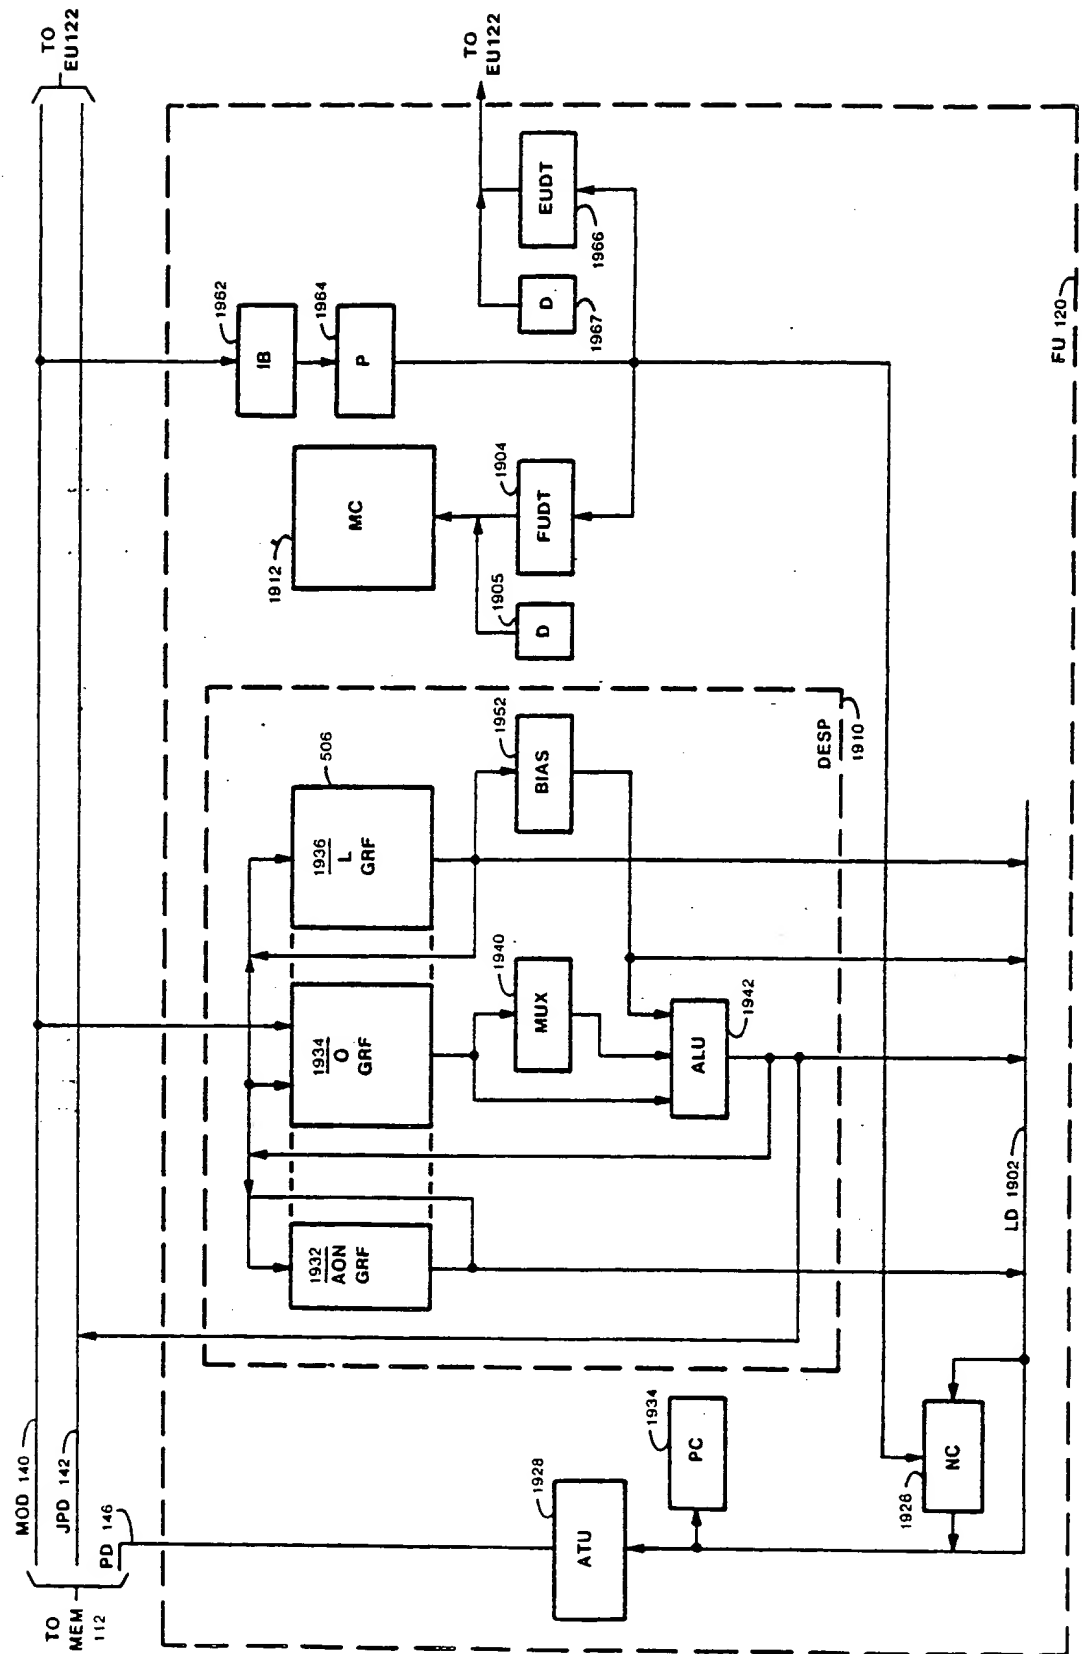 TO
MEM
112
MOD 140
JPD 142
PD 146
TO
EU122
TO
EU122
1928
ATU
1934
PC
1926
NC
1932
AON
GRF
1934
O
GRF
1936
L
GRF
506
1940
MUX
1952
BIAS
1942
ALU
DESP
1910
LD 1902
1912
MC
1905
D
1904
FUDT
1962
IB
1964
P
1967
D
1966
EUDT
FU 120